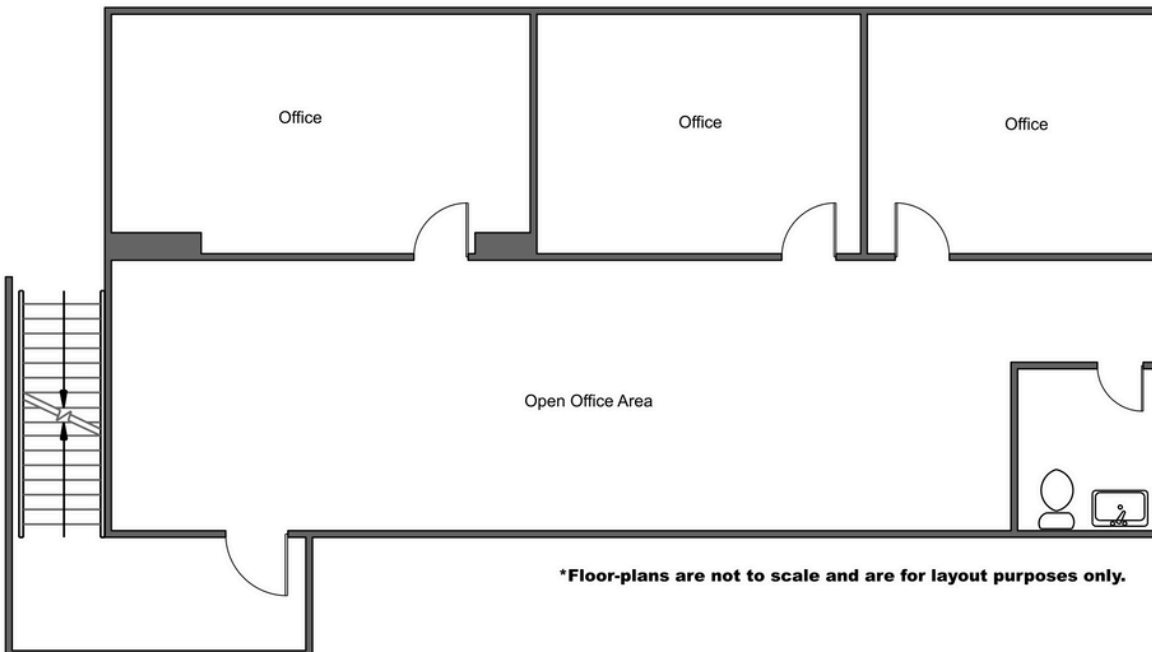 Office
Office
Office
Open Office Area
*Floor-plans are not to scale and are for layout purposes only.